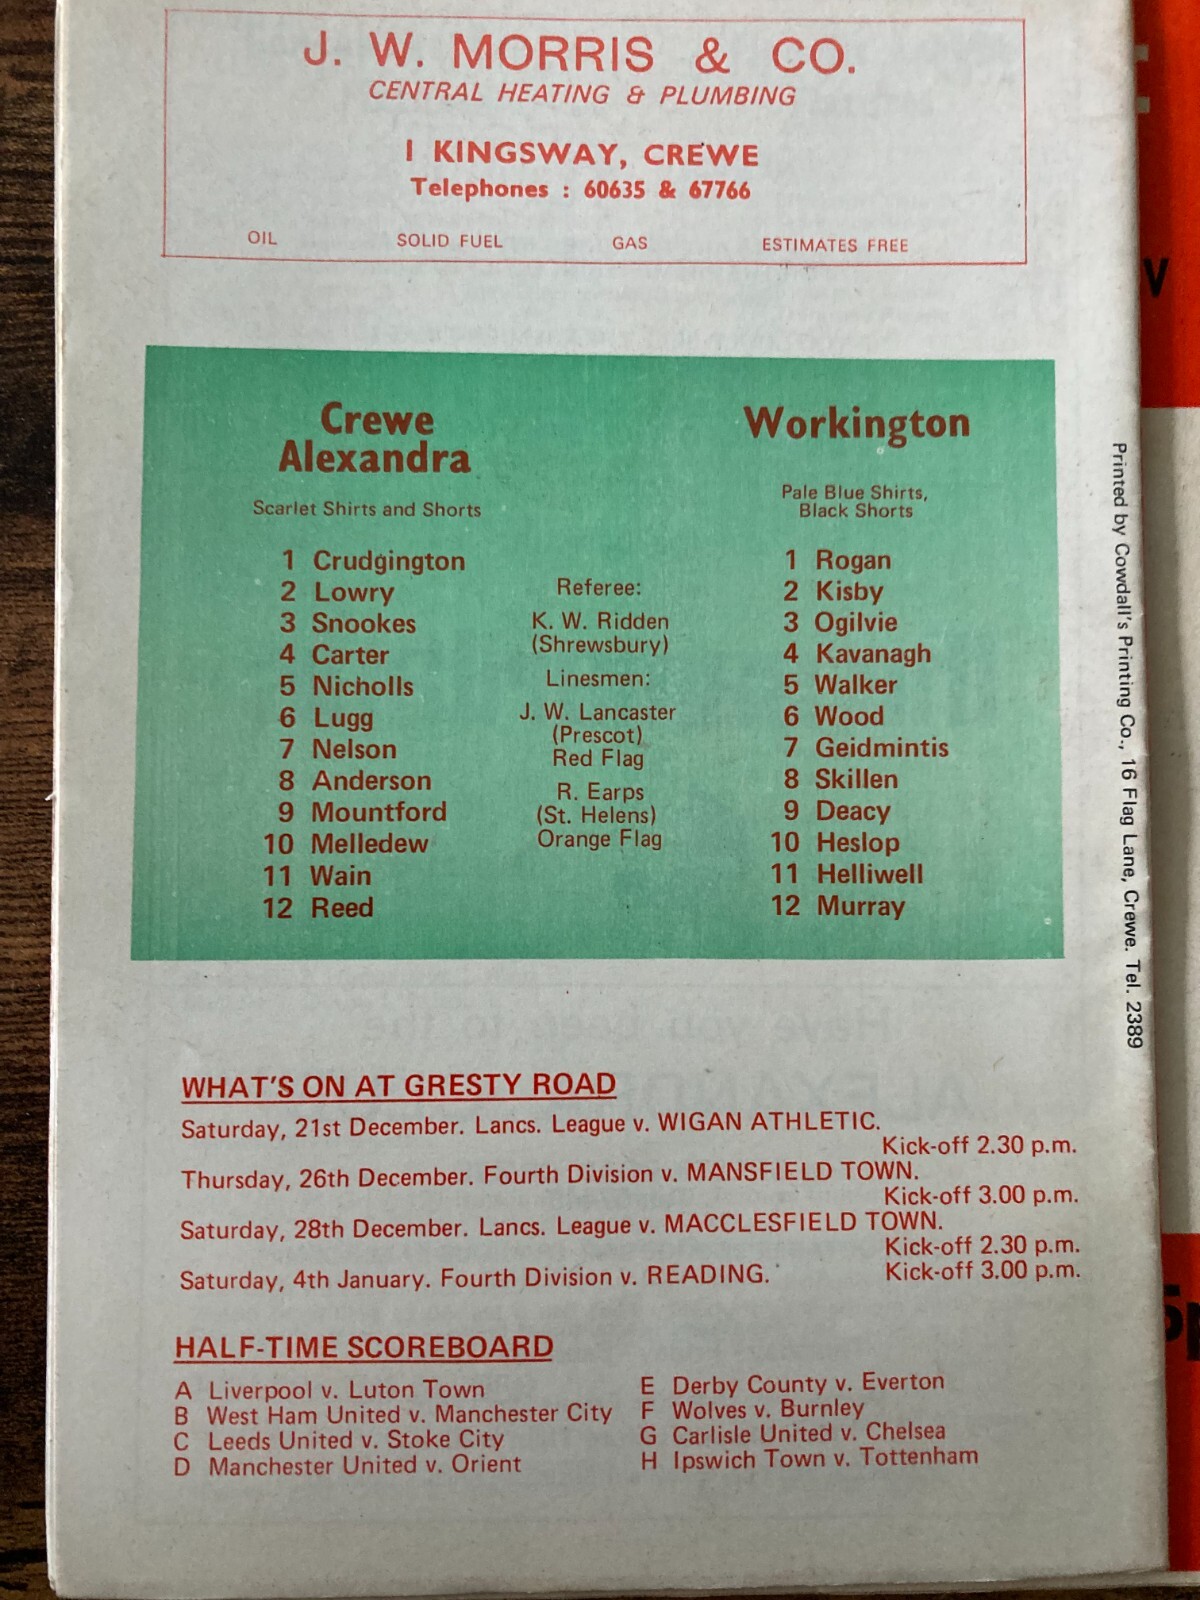 J. W. MORRIS & CO.
CENTRAL HEATING & PLUMBING
1 KINGSWAY, CREWE
Telephones : 60635 & 67766
OIL SOLID FUEL GAS ESTIMATES FREE
Crewe
Alexandra
Scarlet Shirts and Shorts
1 Crudgington
2 Lowry
3 Snookes
4 Carter
5 Nicholls
6 Lugg
7 Nelson
8 Anderson
9 Mountford
10 Melledew
11 Wain
12 Reed
Referee:
K. W. Ridden
(Shrewsbury)
Linesmen:
J. W. Lancaster
(Prescot)
Red Flag
R. Earps
(St. Helens)
Orange Flag
Workington
Pale Blue Shirts,
Black Shorts
1 Rogan
2 Kisby
3 Ogilvie
4 Kavanagh
5 Walker
6 Wood
7 Geidmintis
8 Skillen
9 Deacy
10 Heslop
11 Helliwell
12 Murray
WHAT'S ON AT GRESTY ROAD
Saturday, 21st December. Lancs. League v. WIGAN ATHLETIC.
Kick-off 2.30 p.m.
Thursday, 26th December. Fourth Division v. MANSFIELD TOWN.
Kick-off 3.00 p.m.
Saturday, 28th December. Lancs. League v. MACCLESFIELD TOWN.
Kick-off 2.30 p.m.
Saturday, 4th January. Fourth Division v. READING. Kick-off 3.00 p.m.
HALF-TIME SCOREBOARD
A Liverpool v. Luton Town
B West Ham United v. Manchester City
C Leeds United v. Stoke City
D Manchester United v. Orient
E Derby County v. Everton
F Wolves v. Burnley
G Carlisle United v. Chelsea
H Ipswich Town v. Tottenham
Printed by Cowdall's Printing Co., 16 Flag Lane, Crewe. Tel. 2389
v